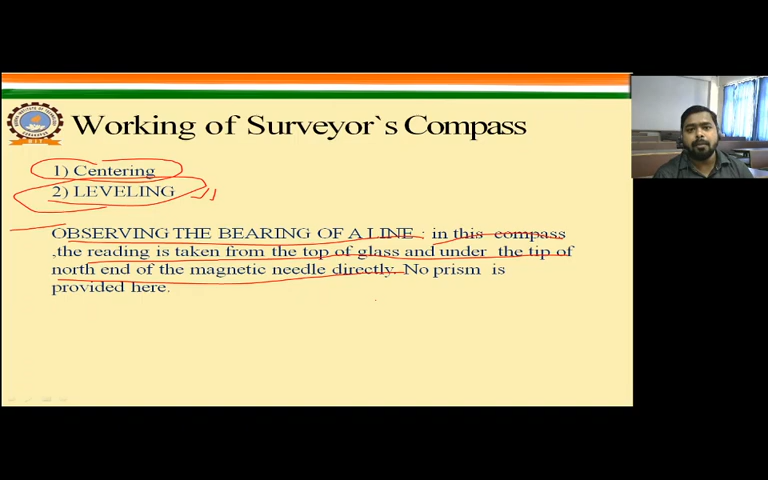 Working of Surveyor`s Compass
1) Centering
2) LEVELING
OBSERVING THE BEARING OF A LINE : in this compass
,the reading is taken from the top of glass and under the tip of
north end of the magnetic needle directly. No prism is
provided here.